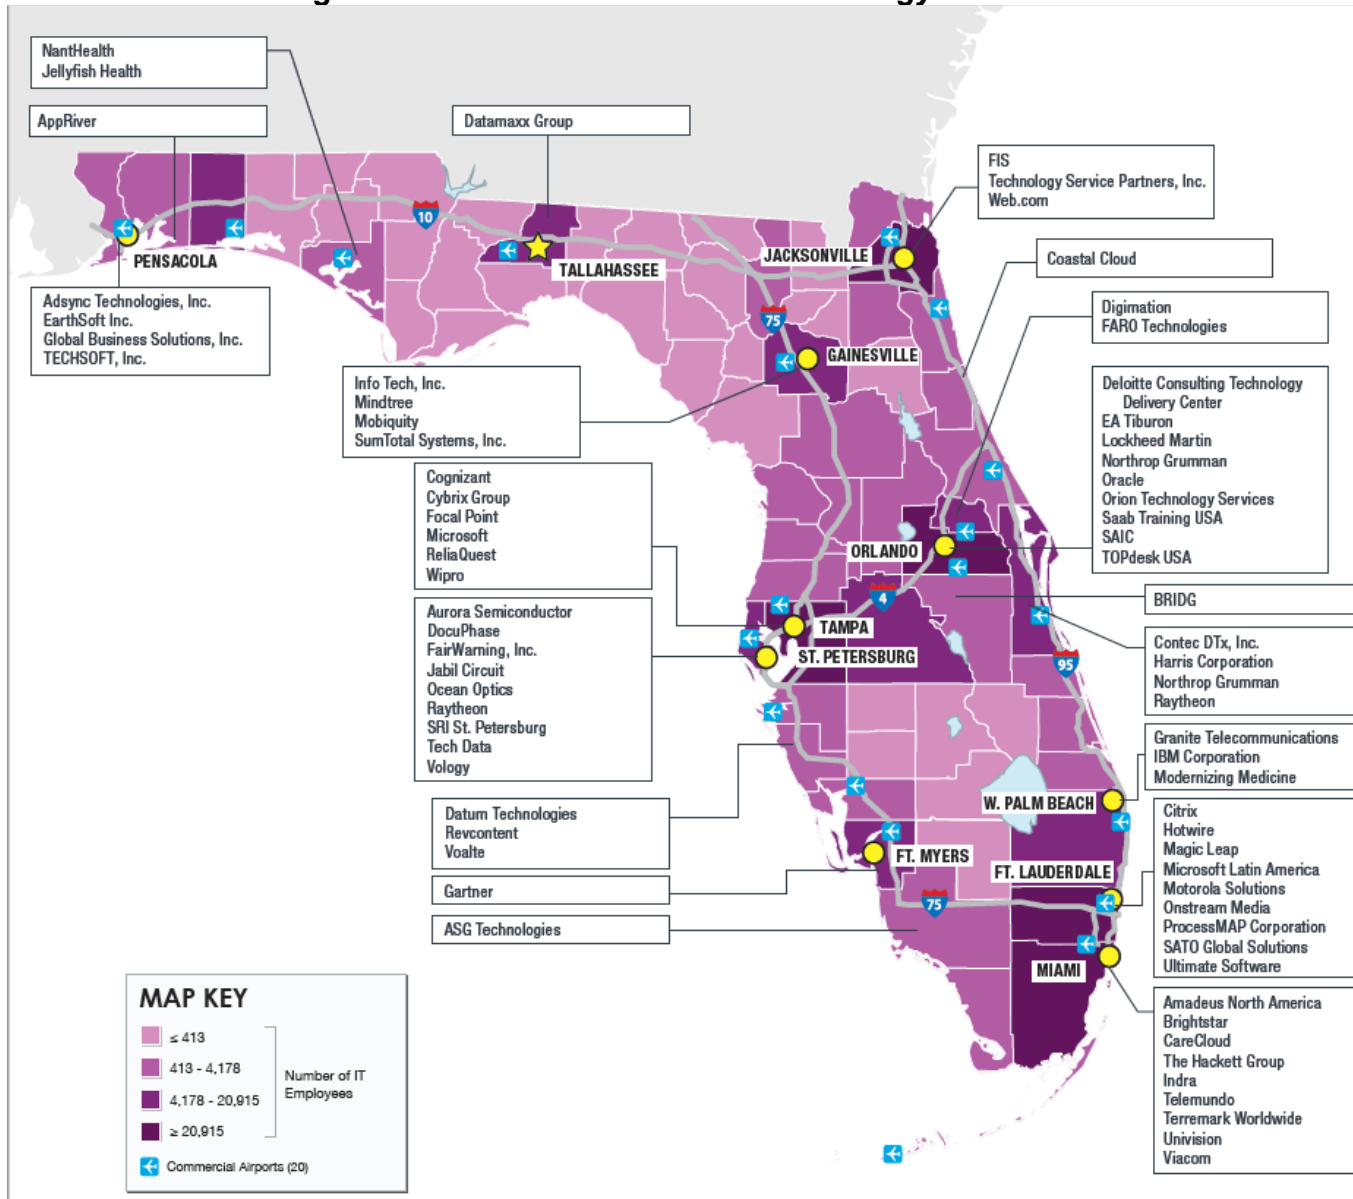 NantHealth
Jellyfish Health
AppRiver
Datamaxx Group
FIS
Technology Service Partners, Inc.
Web.com
10
PENSACOLA
TALLAHASSEE
JACKSONVILLE
Coastal Cloud
Adsync Technologies, Inc.
EarthSoft Inc.
Global Business Solutions, Inc.
TECHSOFT, Inc.
75
GAINESVILLE
Digimation
FARO Technologies
Info Tech, Inc.
Mindtree
Mobiquity
SumTotal Systems, Inc.
Deloitte Consulting Technology
Delivery Center
EA Tiburon
Lockheed Martin
Northrop Grumman
Oracle
Orion Technology Services
Saab Training USA
SAIC
TOPdesk USA
Cognizant
Cybrix Group
Focal Point
Microsoft
ReliaQuest
Wipro
ORLANDO
4
BRIDG
Aurora Semiconductor
DocuPhase
FairWarning, Inc.
Jabil Circuit
Ocean Optics
Raytheon
SRI St. Petersburg
Tech Data
Vology
TAMPA
ST. PETERSBURG
95
Contec DTx, Inc.
Harris Corporation
Northrop Grumman
Raytheon
Granite Telecommunications
IBM Corporation
Modernizing Medicine
W. PALM BEACH
Datum Technologies
Revcontent
Voalte
Citrix
Hotwire
Magic Leap
Microsoft Latin America
Motorola Solutions
Onstream Media
ProcessMAP Corporation
SATO Global Solutions
Ultimate Software
FT. MYERS
FT. LAUDERDALE
Gartner
75
ASG Technologies
MIAMI
Amadeus North America
Brightstar
CareCloud
The Hackett Group
Indra
Telemundo
Terremark Worldwide
Univision
Viacom
MAP KEY
≤ 413
413 - 4,178
4,178 - 20,915
≥ 20,915
Number of IT
Employees
Commercial Airports (20)